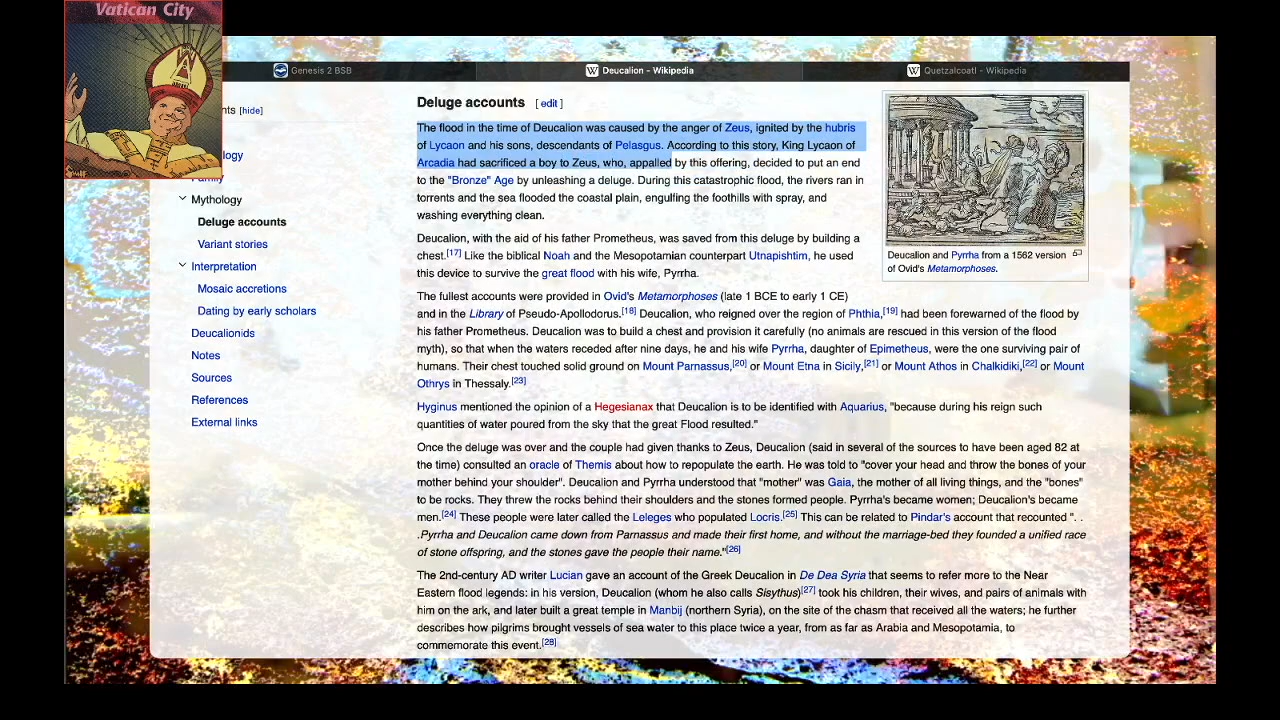 Vatican City
Genesis 2 BSB
Deucalion - Wikipedia
Quetzalcoatl - Wikipedia
nts [hide]
ology
Family
Mythology
Deluge accounts
Variant stories
Interpretation
Mosaic accretions
Dating by early scholars
Deucalionids
Notes
Sources
References
External links
Deluge accounts [ edit ]
The flood in the time of Deucalion was caused by the anger of Zeus, ignited by the hubris
of Lycaon and his sons, descendants of Pelasgus. According to this story, King Lycaon of
Arcadia had sacrificed a boy to Zeus, who, appalled by this offering, decided to put an end
to the "Bronze" Age by unleashing a deluge. During this catastrophic flood, the rivers ran in
torrents and the sea flooded the coastal plain, engulfing the foothills with spray, and
washing everything clean.
Deucalion, with the aid of his father Prometheus, was saved from this deluge by building a
chest.[17] Like the biblical Noah and the Mesopotamian counterpart Utnapishtim, he used
this device to survive the great flood with his wife, Pyrrha.
Deucalion and Pyrrha from a 1562 version
of Ovid's Metamorphoses.
The fullest accounts were provided in Ovid's Metamorphoses (late 1 BCE to early 1 CE)
and in the Library of Pseudo-Apollodorus.[18] Deucalion, who reigned over the region of Phthia,[19] had been forewarned of the flood by
his father Prometheus. Deucalion was to build a chest and provision it carefully (no animals are rescued in this version of the flood
myth), so that when the waters receded after nine days, he and his wife Pyrrha, daughter of Epimetheus, were the one surviving pair of
humans. Their chest touched solid ground on Mount Parnassus,[20] or Mount Etna in Sicily,[21] or Mount Athos in Chalkidiki,[22] or Mount
Othrys in Thessaly.[23]
Hyginus mentioned the opinion of a Hegesianax that Deucalion is to be identified with Aquarius, "because during his reign such
quantities of water poured from the sky that the great Flood resulted."
Once the deluge was over and the couple had given thanks to Zeus, Deucalion (said in several of the sources to have been aged 82 at
the time) consulted an oracle of Themis about how to repopulate the earth. He was told to "cover your head and throw the bones of your
mother behind your shoulder". Deucalion and Pyrrha understood that "mother" was Gaia, the mother of all living things, and the "bones"
to be rocks. They threw the rocks behind their shoulders and the stones formed people. Pyrrha's became women; Deucalion's became
men.[24] These people were later called the Leleges who populated Locris.[25] This can be related to Pindar's account that recounted ". .
.Pyrrha and Deucalion came down from Parnassus and made their first home, and without the marriage-bed they founded a unified race
of stone offspring, and the stones gave the people their name."[26]
The 2nd-century AD writer Lucian gave an account of the Greek Deucalion in De Dea Syria that seems to refer more to the Near
Eastern flood legends: in his version, Deucalion (whom he also calls Sisythus)[27] took his children, their wives, and pairs of animals with
him on the ark, and later built a great temple in Manbij (northern Syria), on the site of the chasm that received all the waters; he further
describes how pilgrims brought vessels of sea water to this place twice a year, from as far as Arabia and Mesopotamia, to
commemorate this event.[28]